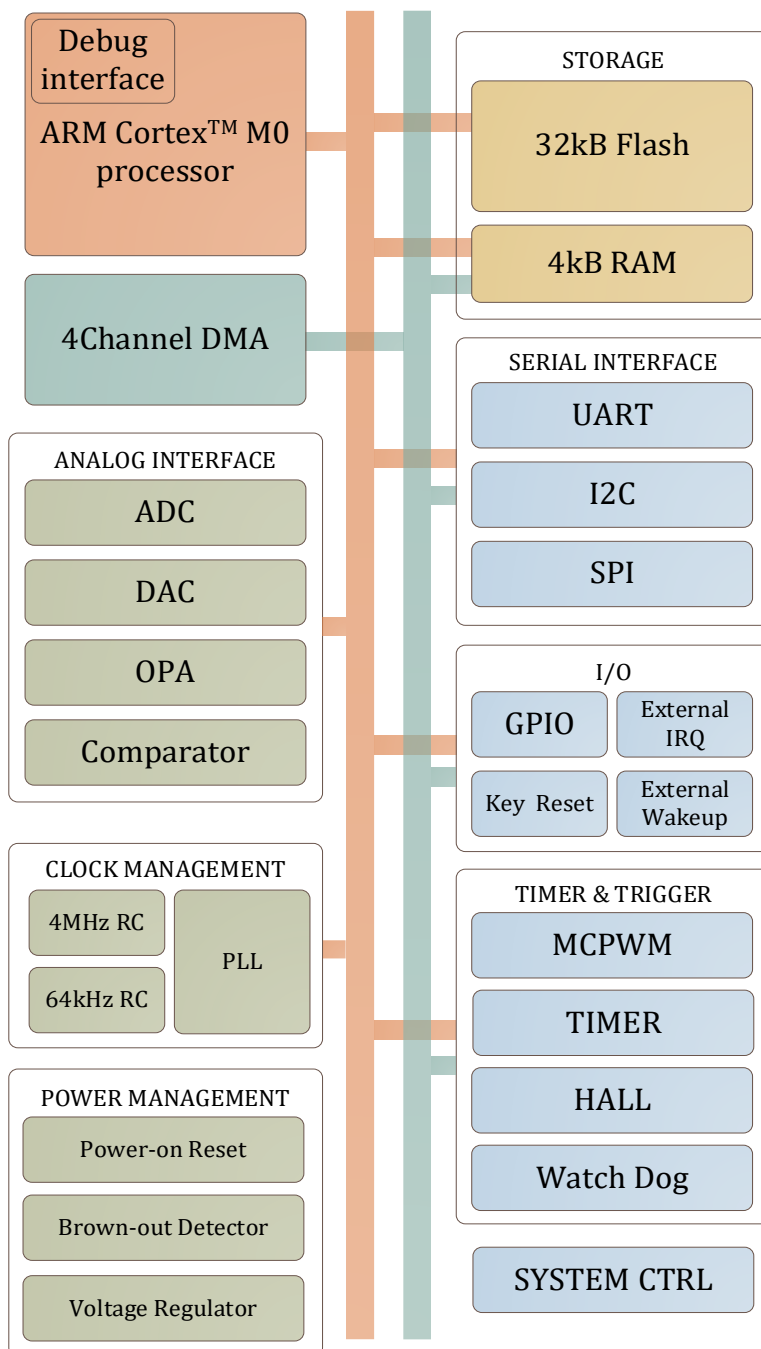 Debug
interface
ARM Cortex™ M0
processor
4Channel DMA
ANALOG INTERFACE
ADC
DAC
OPA
Comparator
CLOCK MANAGEMENT
4MHz RC
64kHz RC
PLL
POWER MANAGEMENT
Power-on Reset
Brown-out Detector
Voltage Regulator
STORAGE
32kB Flash
4kB RAM
SERIAL INTERFACE
UART
I2C
SPI
I/O
GPIO
External
IRQ
Key Reset
External
Wakeup
TIMER & TRIGGER
MCPWM
TIMER
HALL
Watch Dog
SYSTEM CTRL